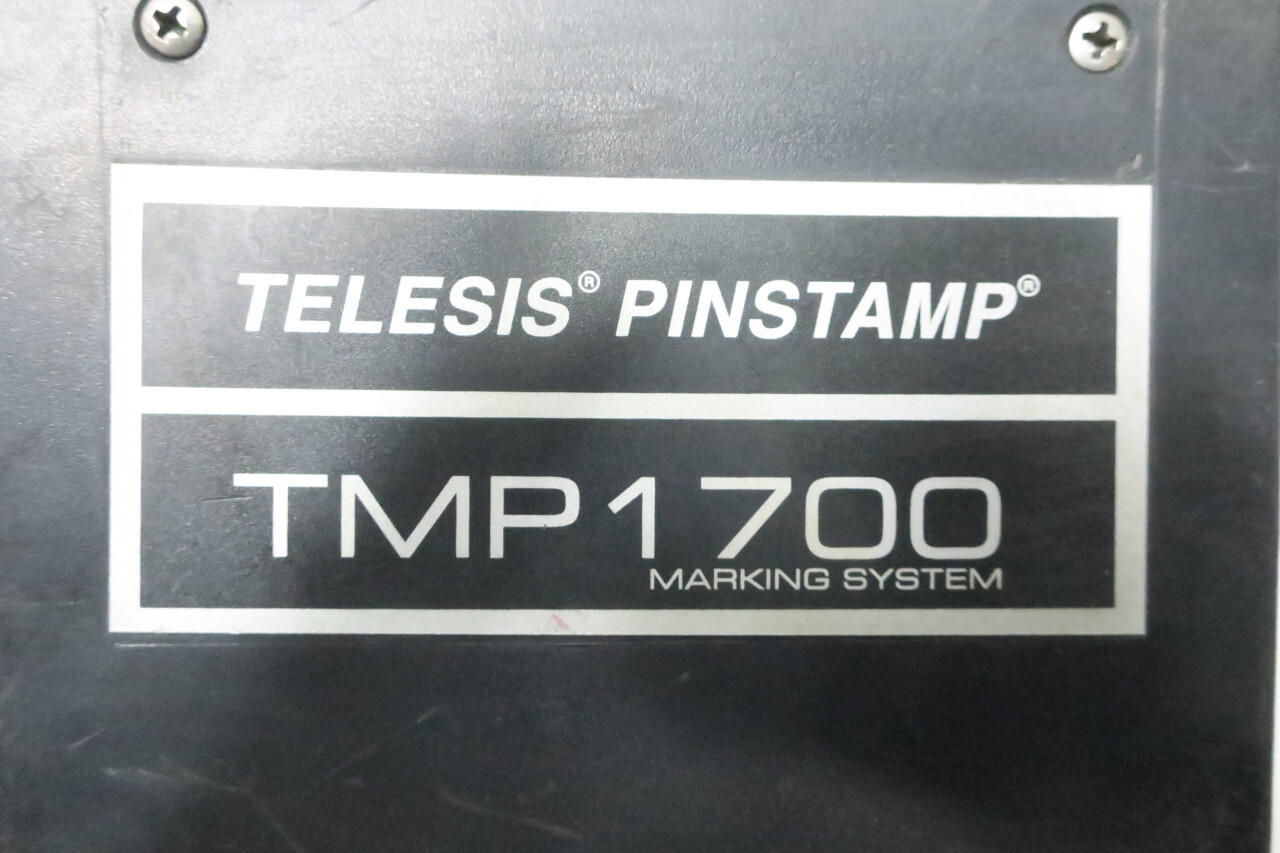 TELESIS® PINSTAMP®
TMP1700
MARKING SYSTEM